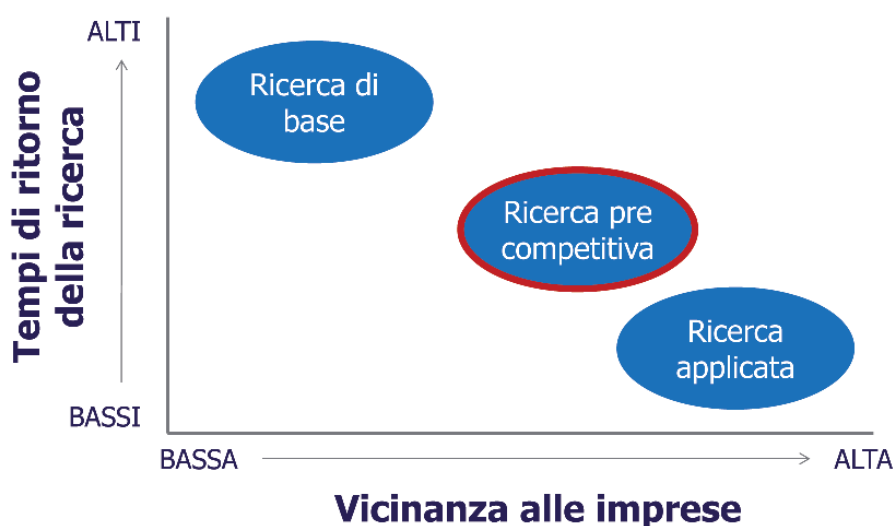 ALTI
Tempi di ritorno
della ricerca
BASSI
Ricerca di
base
Ricerca pre
competitiva
Ricerca
applicata
BASSA
ALTA
Vicinanza alle imprese